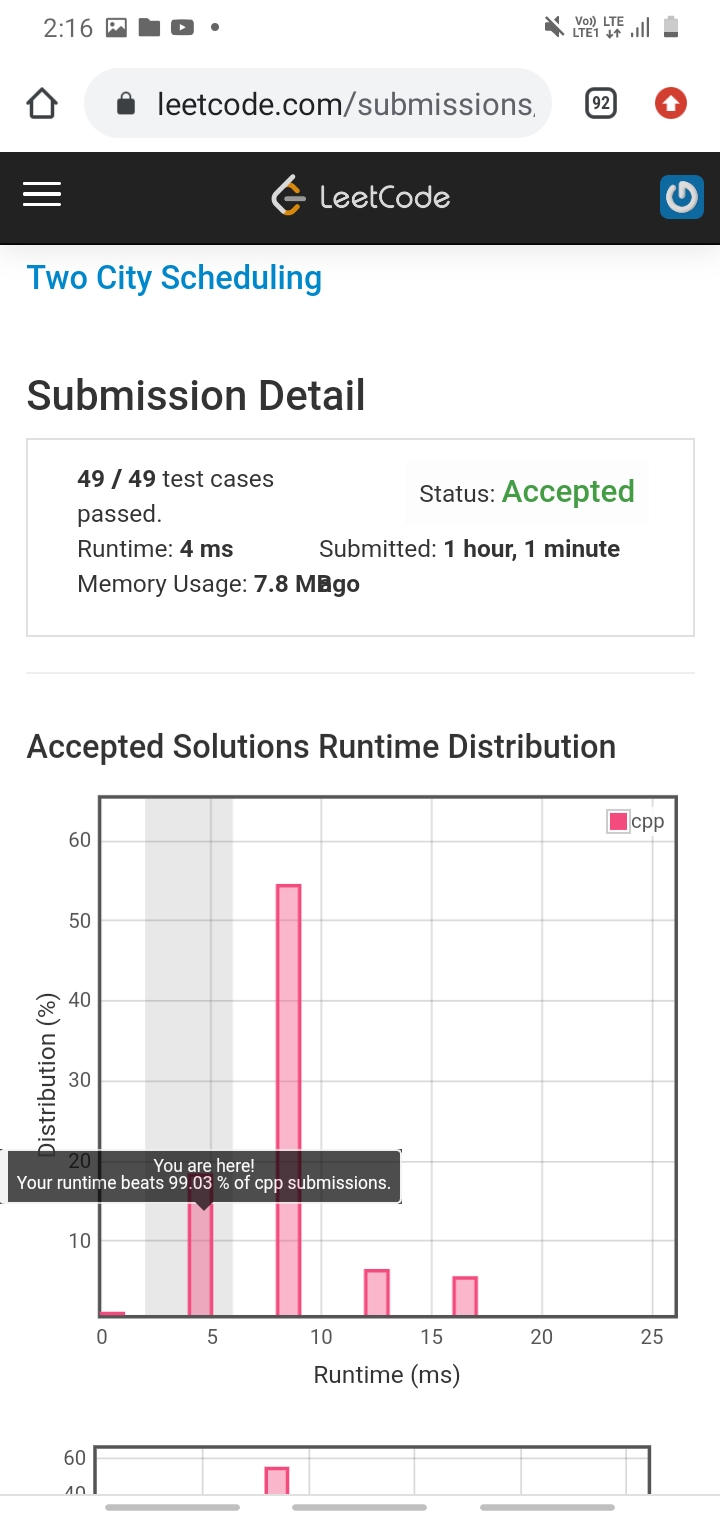 2:16
Vo)) LTE
LTE1
leetcode.com/submissions
92
LeetCode
Two City Scheduling
Submission Detail
49 / 49 test cases
passed.
Status: Accepted
Runtime: 4 ms
Submitted: 1 hour, 1 minute
Memory Usage: 7.8 MB
ago
Accepted Solutions Runtime Distribution
cpp
60
50
40
30
20
10
Distribution (%)
You are here!
Your runtime beats 99.03 % of cpp submissions.
0 5 10 15 20 25
Runtime (ms)
60
40